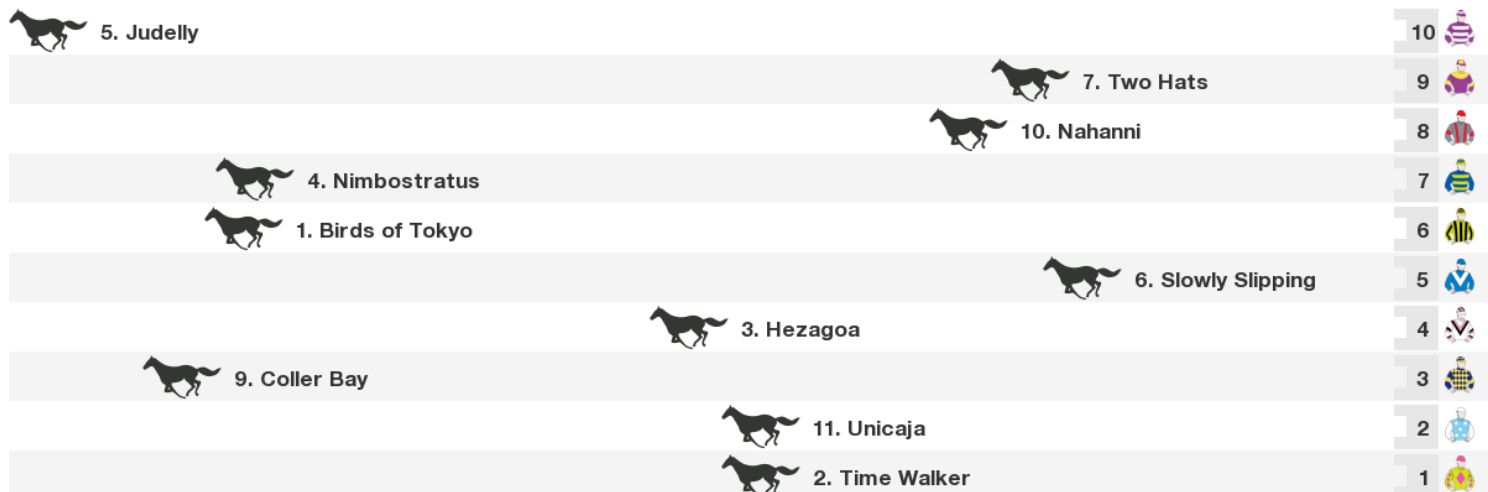 5. Judelly 10
7. Two Hats 9
10. Nahanni 8
4. Nimbostratus 7
1. Birds of Tokyo 6
6. Slowly Slipping 5
3. Hezagoa 4
9. Coller Bay 3
11. Unicaja 2
2. Time Walker 1